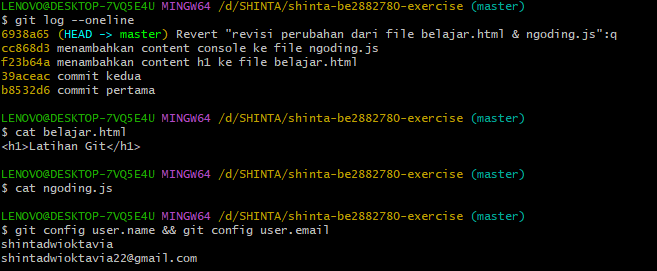 LENOVO@DESKTOP-7VQ5E4U MINGW64 /d/SHINTA/shinta-be2882780-exercise (master)
$ git log --oneline
6938a65 (HEAD -> master) Revert "revisi perubahan dari file belajar.html & ngoding.js":q
cc868d3 menambahkan content console ke file ngoding.js
f23b64a menambahkan content h1 ke file belajar.html
39aceac commit kedua
b8532d6 commit pertama
LENOVO@DESKTOP-7VQ5E4U MINGW64 /d/SHINTA/shinta-be2882780-exercise (master)
$ cat belajar.html
<h1>Latihan Git</h1>
LENOVO@DESKTOP-7VQ5E4U MINGW64 /d/SHINTA/shinta-be2882780-exercise (master)
$ cat ngoding.js
LENOVO@DESKTOP-7VQ5E4U MINGW64 /d/SHINTA/shinta-be2882780-exercise (master)
$ git config user.name && git config user.email
shintadwioktavia
shintadwioktavia22@gmail.com